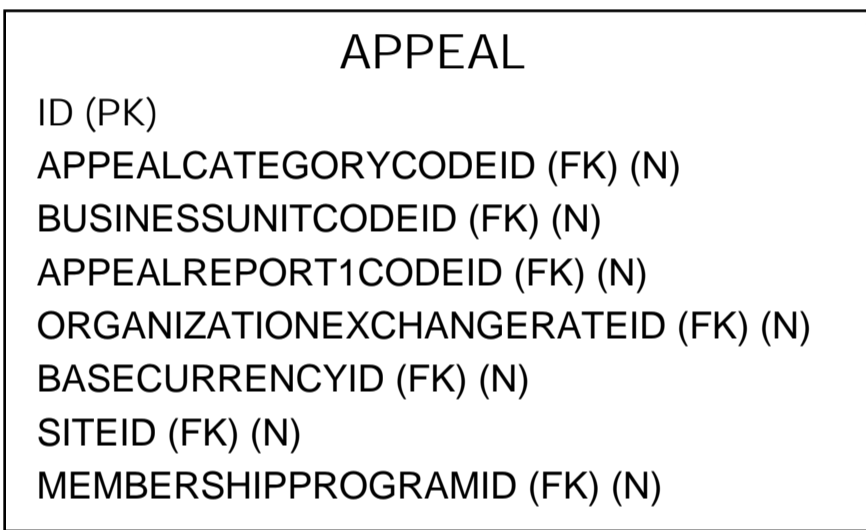 APPEAL
ID (PK)
APPEALCATEGORYCODEID (FK) (N)
BUSINESSUNITCODEID (FK) (N)
APPEALREPORT1CODEID (FK) (N)
ORGANIZATIONEXCHANGERATEID (FK) (N)
BASECURRENCYID (FK) (N)
SITEID (FK) (N)
MEMBERSHIPPROGRAMID (FK) (N)